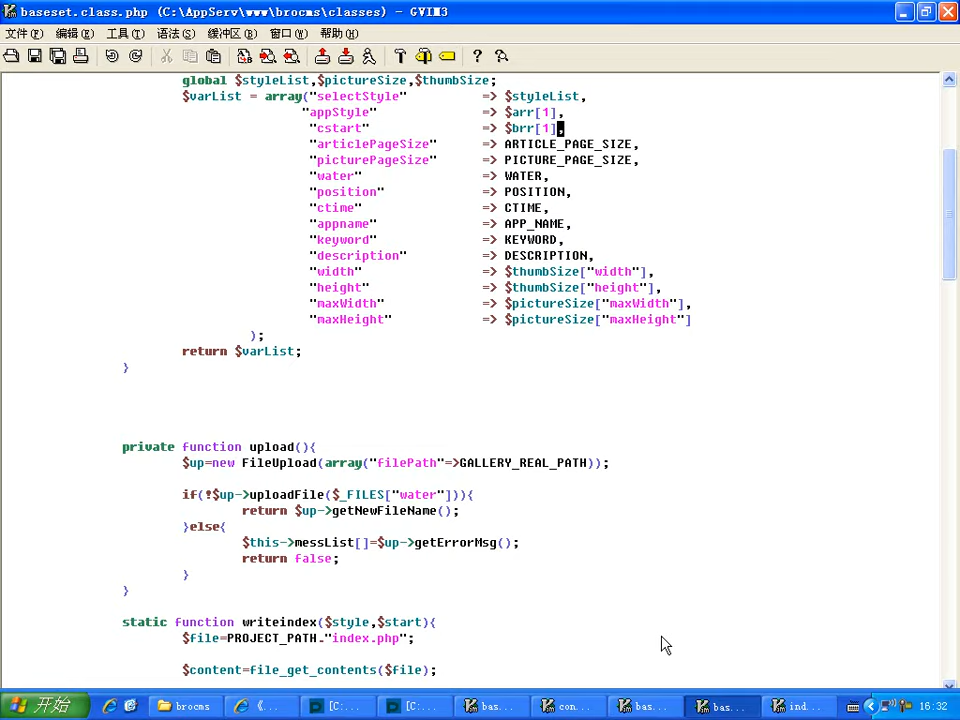 baseset.class.php (C:\AppServ\www\brocms\classes) - GVIM3
文件(F) 编辑(E) 工具(T) 语法(S) 缓冲区(B) 窗口(W) 帮助(H)
global $styleList,$pictureSize,$thumbSize;
$varList = array("selectStyle" => $styleList,
"appStyle" => $arr[1],
"cstart" => $brr[1],
"articlePageSize" => ARTICLE_PAGE_SIZE,
"picturePageSize" => PICTURE_PAGE_SIZE,
"water" => WATER,
"position" => POSITION,
"ctime" => CTIME,
"appname" => APP_NAME,
"keyword" => KEYWORD,
"description" => DESCRIPTION,
"width" => $thumbSize["width"],
"height" => $thumbSize["height"],
"maxWidth" => $pictureSize["maxWidth"],
"maxHeight" => $pictureSize["maxHeight"]
);
return $varList;
}
private function upload(){
$up=new FileUpload(array("filePath"=>GALLERY_REAL_PATH));
if(!$up->uploadFile($_FILES["water"])){
return $up->getNewFileName();
}else{
$this->messList[]=$up->getErrorMsg();
return false;
}
}
static function writeindex($style,$start){
$file=PROJECT_PATH."index.php";
$content=file_get_contents($file);
开始 brocms 《... [C:... [C:... bas... con... bas... bas... ind... 16:32